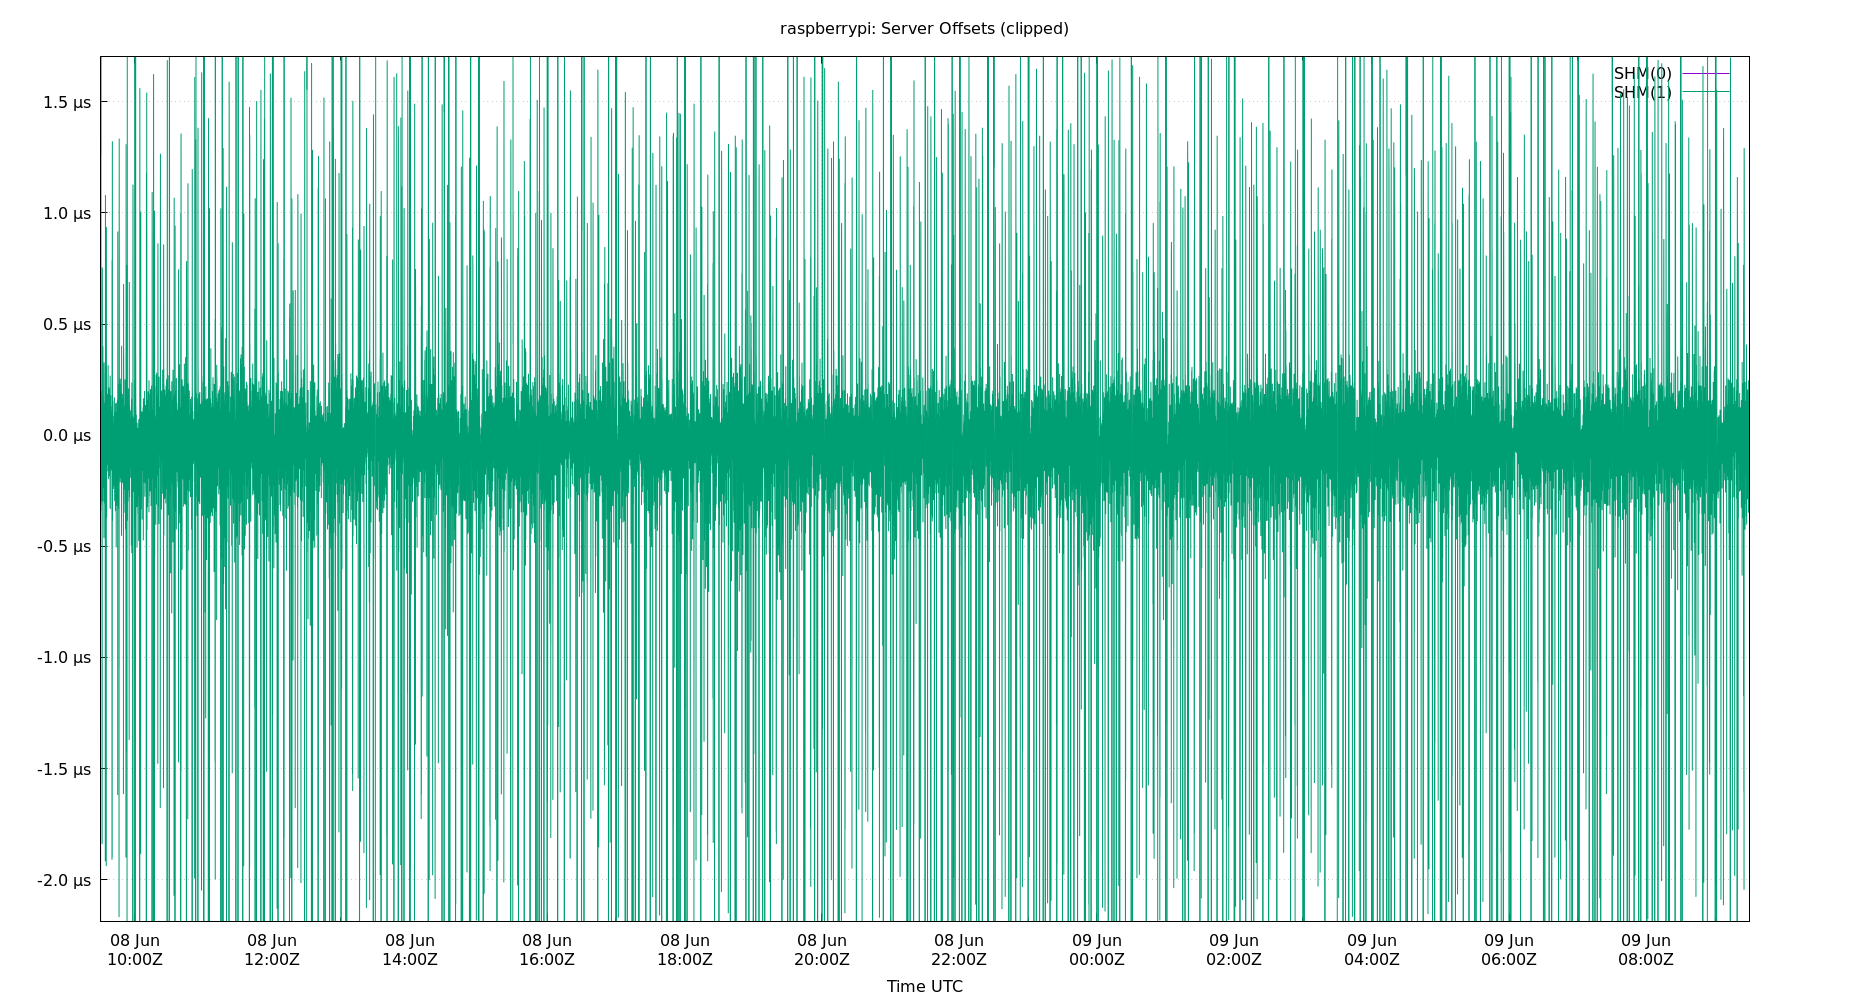 raspberrypi: Server Offsets (clipped)
SHM(0)
SHM(1)
1.5 µs
1.0 µs
0.5 µs
0.0 µs
-0.5 µs
-1.0 µs
-1.5 µs
-2.0 µs
08 Jun 08 Jun 08 Jun 08 Jun 08 Jun 08 Jun 08 Jun 09 Jun 09 Jun 09 Jun 09 Jun 09 Jun
10:00Z 12:00Z 14:00Z 16:00Z 18:00Z 20:00Z 22:00Z 00:00Z 02:00Z 04:00Z 06:00Z 08:00Z
Time UTC